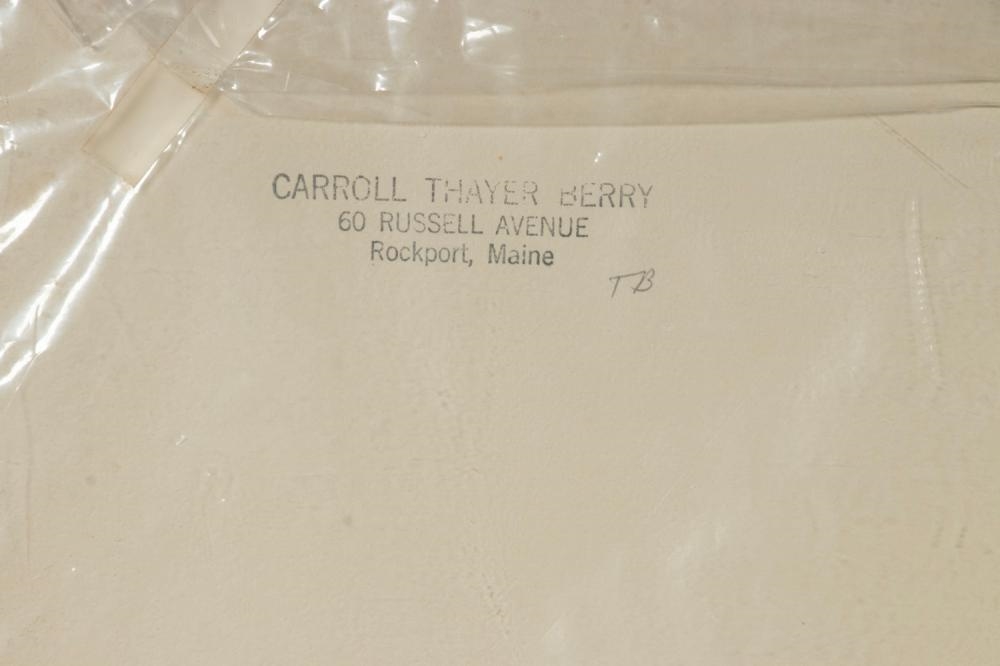 CARROLL THAYER BERRY
60 RUSSELL AVENUE
Rockport, Maine
TB